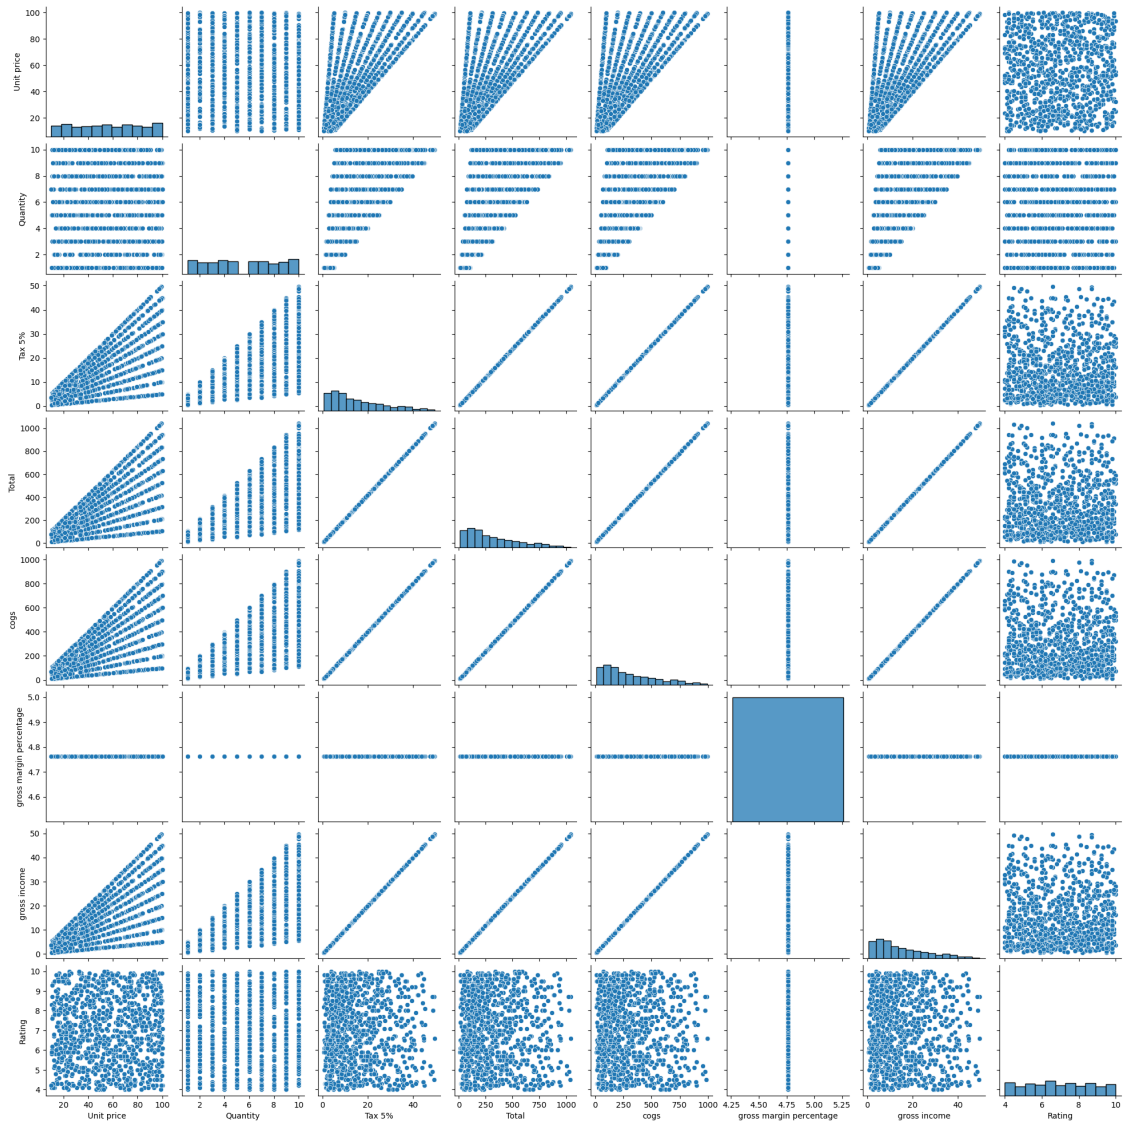 100
80
60
40
20
Unit price
10
8
6
4
2
Quantity
50
40
30
20
10
0
Tax 5%
1000
800
600
400
200
0
Total
1000
800
600
400
200
0
cogs
5.0
4.9
4.8
4.7
4.6
gross margin percentage
50
40
30
20
10
0
gross income
10
9
8
7
6
5
4
Rating
20 40 60 80 100
2 4 6 8 10
0 20 40
0 250 500 750 1000
0 250 500 750 1000
4.25 4.50 4.75 5.00 5.25
0 20 40
4 6 8 10
Unit price Quantity Tax 5% Total cogs gross margin percentage gross income Rating